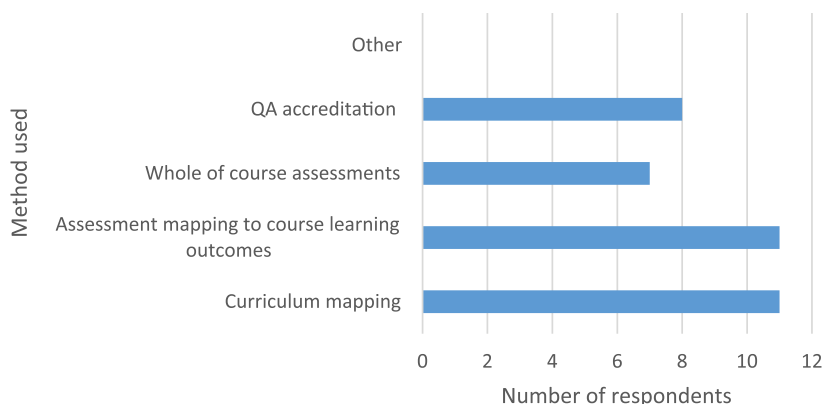 Other
QA accreditation
Whole of course assessments
Assessment mapping to course learning
outcomes
Curriculum mapping
Method used
0 2 4 6 8 10 12
Number of respondents